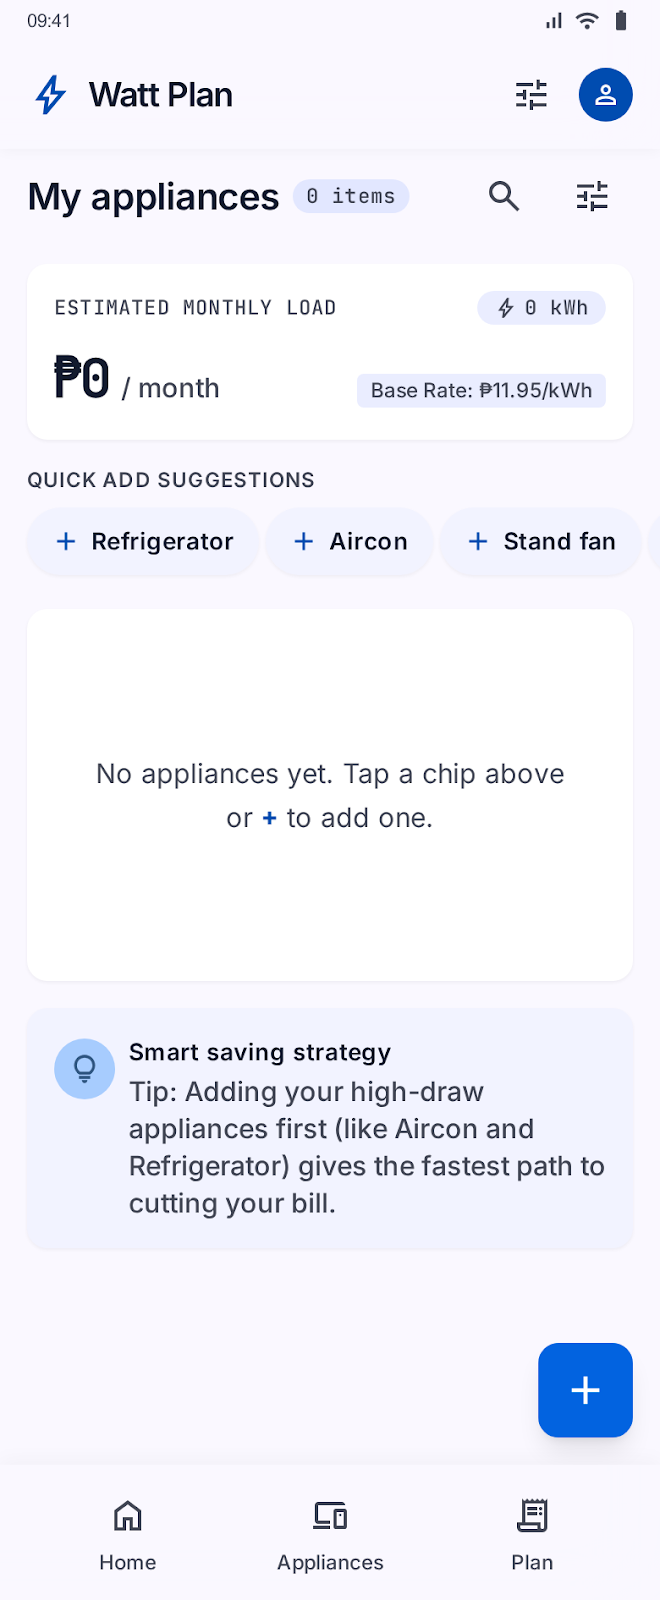 09:41
Watt Plan
My appliances
0 items
ESTIMATED MONTHLY LOAD
0 kWh
₱0 / month
Base Rate: ₱11.95/kWh
QUICK ADD SUGGESTIONS
+ Refrigerator
+ Aircon
+ Stand fan
No appliances yet. Tap a chip above
or + to add one.
Smart saving strategy
Tip: Adding your high-draw
appliances first (like Aircon and
Refrigerator) gives the fastest path to
cutting your bill.
+
Home
Appliances
Plan